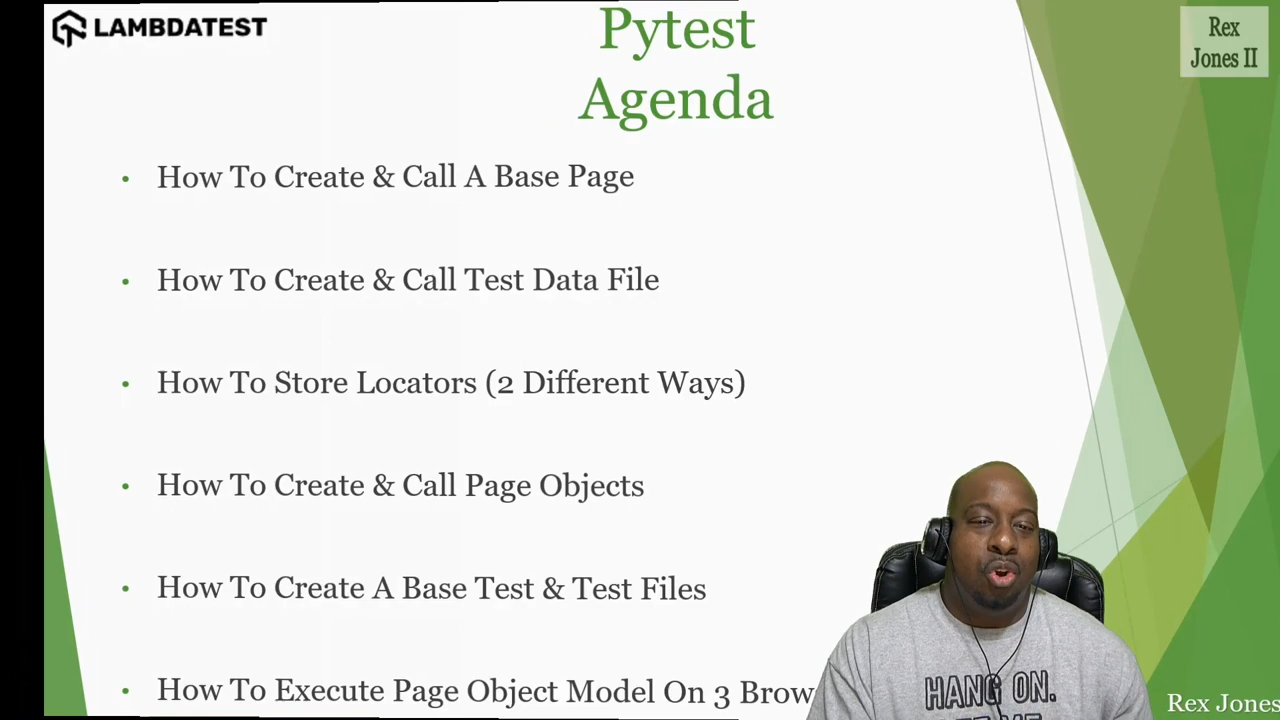 LAMBDATEST
Pytest
Agenda
Rex
Jones II
• How To Create & Call A Base Page
• How To Create & Call Test Data File
• How To Store Locators (2 Different Ways)
• How To Create & Call Page Objects
• How To Create A Base Test & Test Files
• How To Execute Page Object Model On 3 Brow
HANG ON.
Rex Jones